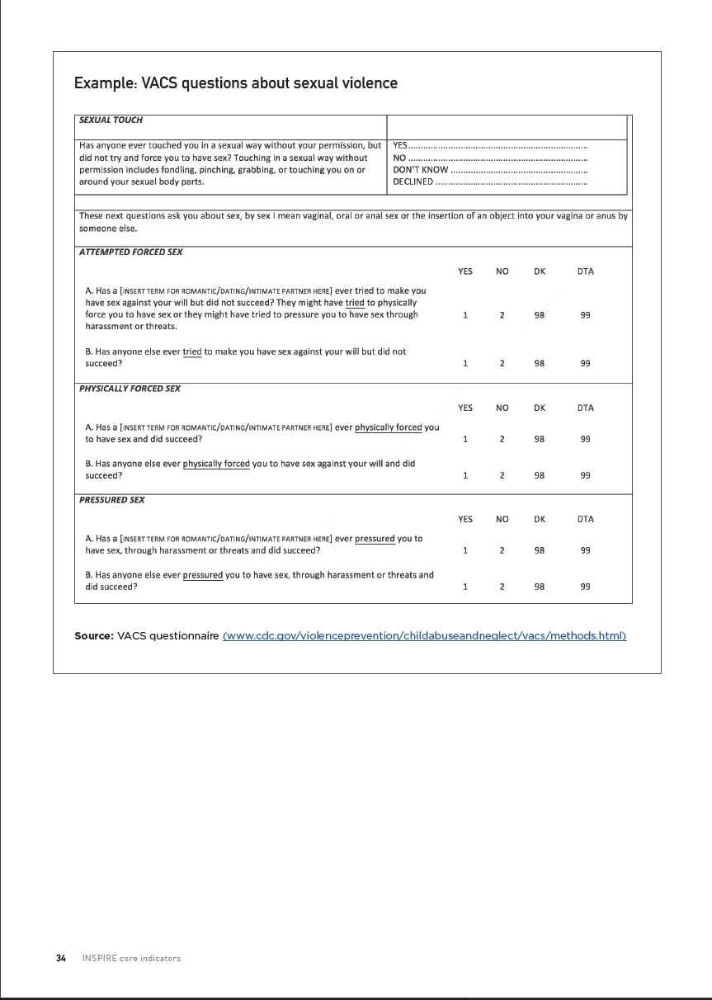 Example: VACS questions about sexual violence
SEXUAL TOUCH
Has anyone ever touched you in a sexual way without your permission, but
did not try and force you to have sex? Touching in a sexual way without
permission includes fondling, pinching, grabbing, or touching you on or
around your sexual body parts.
YES..........................................................................
NO ..........................................................................
DON'T KNOW ........................................................
DECLINED ...............................................................
These next questions ask you about sex, by sex I mean vaginal, oral or anal sex or the insertion of an object into your vagina or anus by
someone else.
ATTEMPTED FORCED SEX
YES NO DK DTA
A. Has a [INSERT TERM FOR ROMANTIC/DATING/INTIMATE PARTNER HERE] ever tried to make you
have sex against your will but did not succeed? They might have tried to physically
force you to have sex or they might have tried to pressure you to have sex through
harassment or threats.
1 2 98 99
B. Has anyone else ever tried to make you have sex against your will but did not
succeed?
1 2 98 99
PHYSICALLY FORCED SEX
YES NO DK DTA
A. Has a [INSERT TERM FOR ROMANTIC/DATING/INTIMATE PARTNER HERE] ever physically forced you
to have sex and did succeed?
1 2 98 99
B. Has anyone else ever physically forced you to have sex against your will and did
succeed?
1 2 98 99
PRESSURED SEX
YES NO DK DTA
A. Has a [INSERT TERM FOR ROMANTIC/DATING/INTIMATE PARTNER HERE] ever pressured you to
have sex, through harassment or threats and did succeed?
1 2 98 99
B. Has anyone else ever pressured you to have sex, through harassment or threats and
did succeed?
1 2 98 99
Source: VACS questionnaire (www.cdc.gov/violenceprevention/childabuseandneglect/vacs/methods.html)
34 INSPIRE core indicators